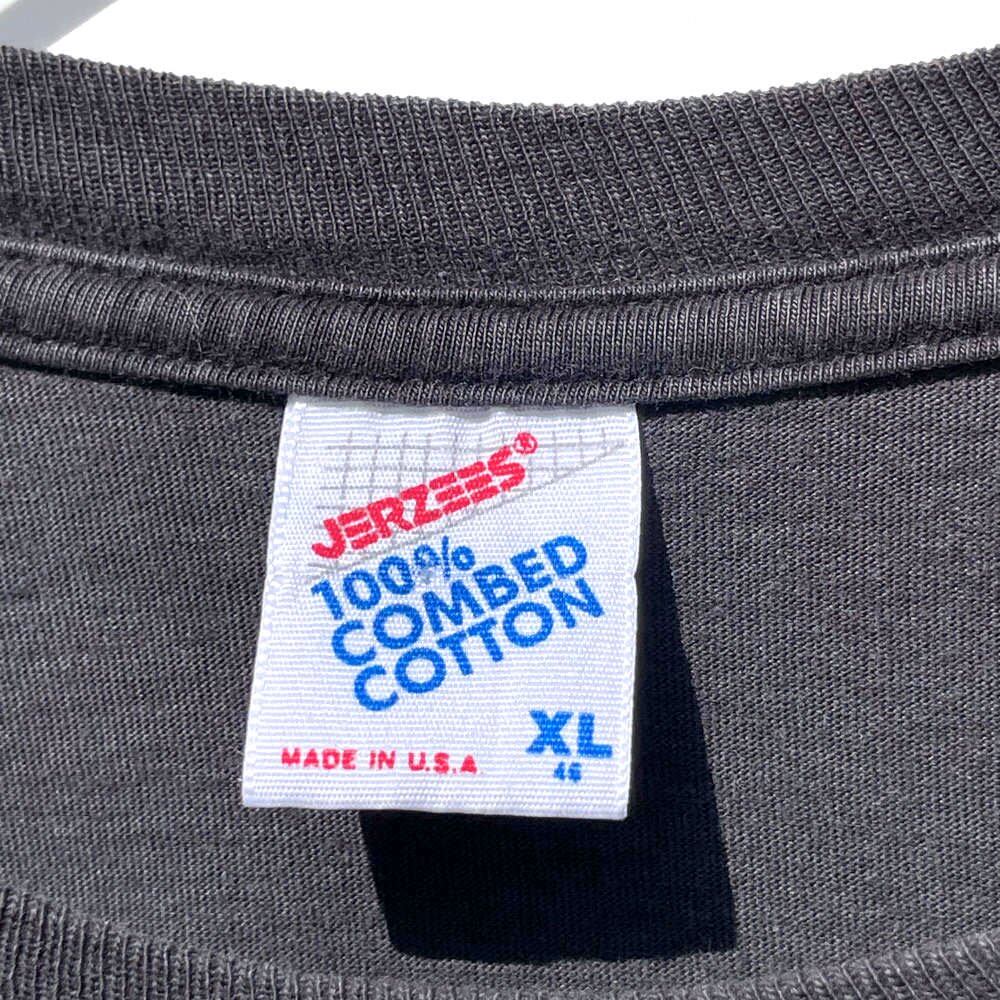 JERZEES®
100% COMBED
COTTON
XL
46
MADE IN U.S.A.